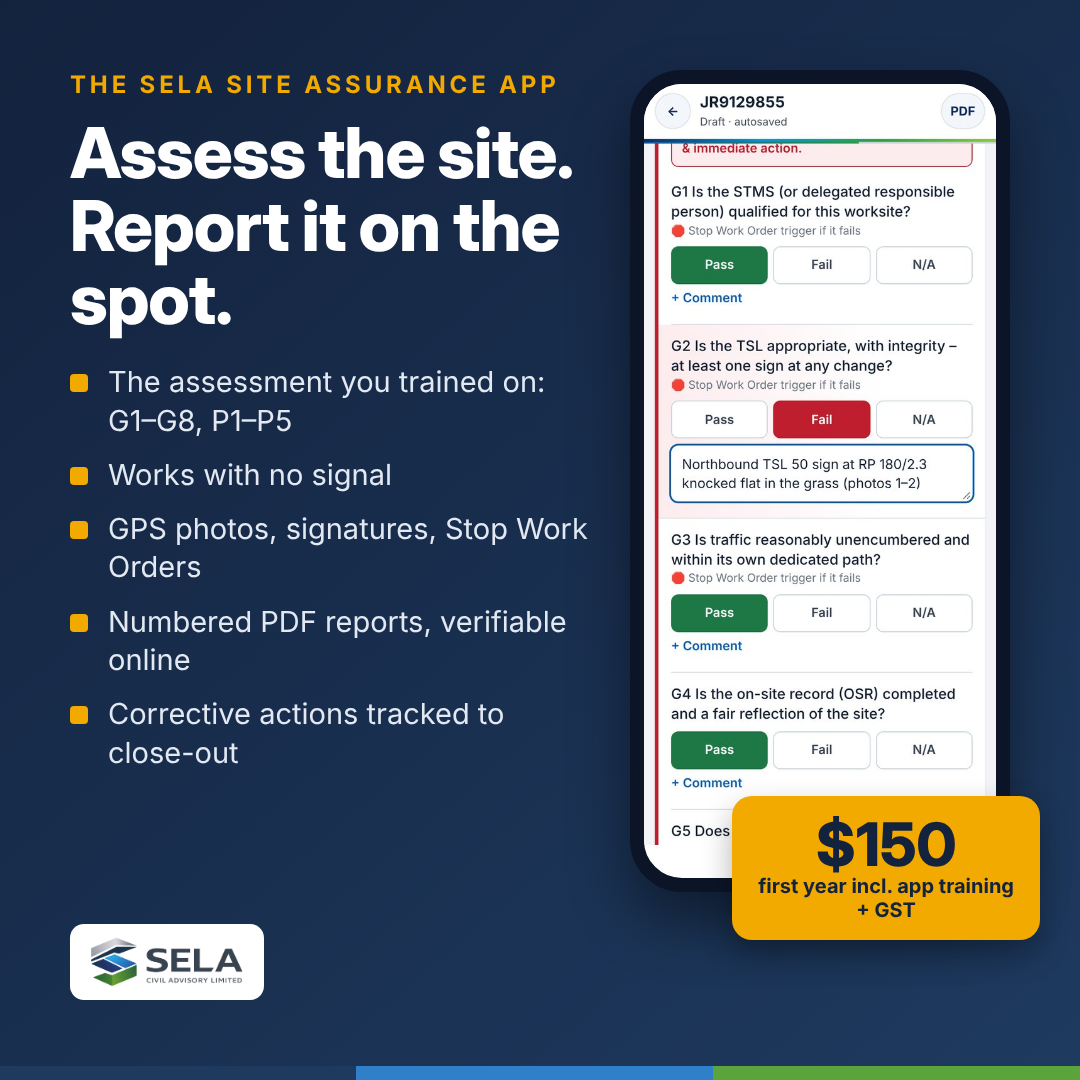 THE SELA SITE ASSURANCE APP
Assess the site.
Report it on the
spot.
The assessment you trained on:
G1–G8, P1–P5
Works with no signal
GPS photos, signatures, Stop Work
Orders
Numbered PDF reports, verifiable
online
Corrective actions tracked to
close-out
SELA
CIVIL ADVISORY LIMITED
←
JR9129855
Draft · autosaved
PDF
& immediate action.
G1 Is the STMS (or delegated responsible
person) qualified for this worksite?
🛑 Stop Work Order trigger if it fails
Pass Fail N/A
+ Comment
G2 Is the TSL appropriate, with integrity –
at least one sign at any change?
🛑 Stop Work Order trigger if it fails
Pass Fail N/A
Northbound TSL 50 sign at RP 180/2.3
knocked flat in the grass (photos 1–2)
G3 Is traffic reasonably unencumbered and
within its own dedicated path?
🛑 Stop Work Order trigger if it fails
Pass Fail N/A
+ Comment
G4 Is the on-site record (OSR) completed
and a fair reflection of the site?
Pass Fail N/A
+ Comment
G5 Does
$150
first year incl. app training
+ GST